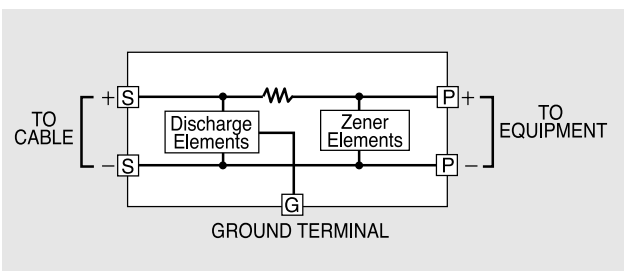 + S
P +
TO
CABLE
Discharge
Elements
Zener
Elements
TO
EQUIPMENT
− S
P −
G
GROUND TERMINAL